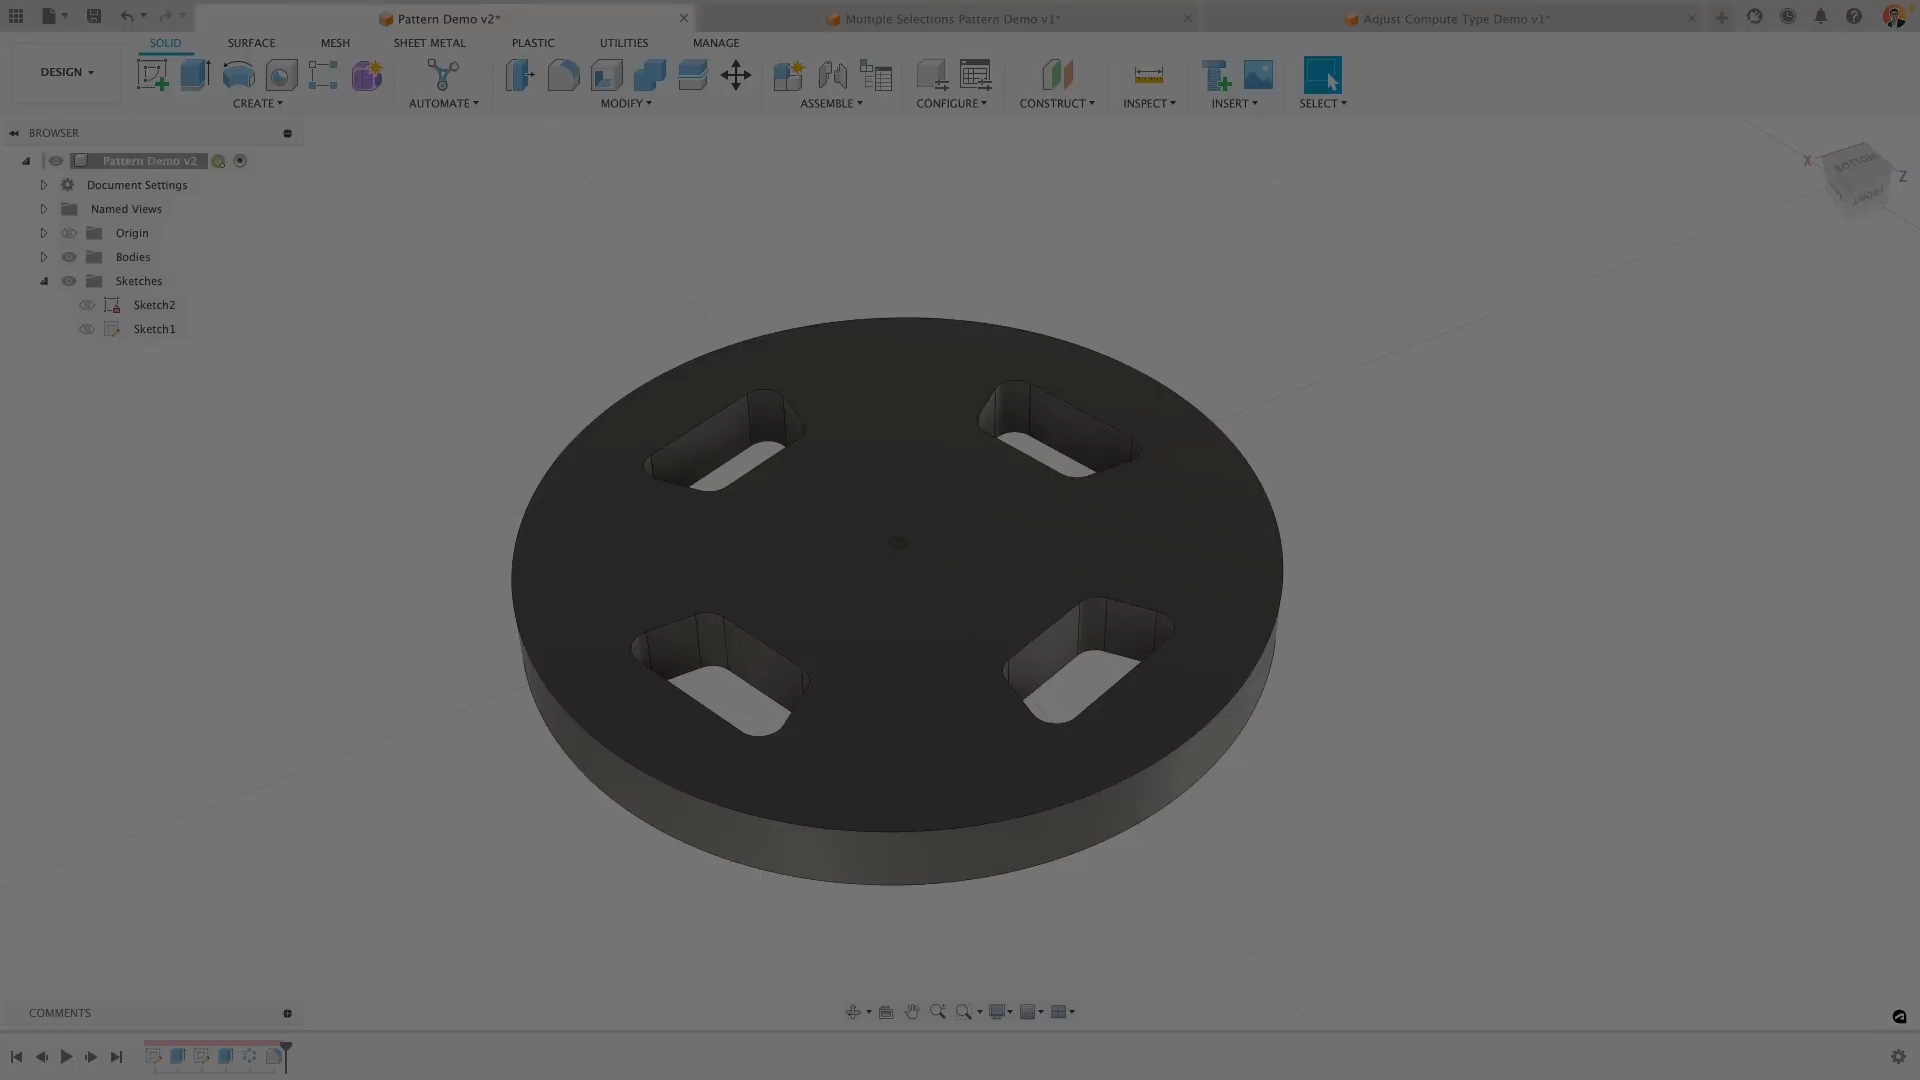 Pattern Demo v2*
Multiple Selections Pattern Demo v1*
Adjust Compute Type Demo v1*
SOLID
SURFACE
MESH
SHEET METAL
PLASTIC
UTILITIES
MANAGE
DESIGN
CREATE
AUTOMATE
MODIFY
ASSEMBLE
CONFIGURE
CONSTRUCT
INSPECT
INSERT
SELECT
BROWSER
Pattern Demo v2
Document Settings
Named Views
Origin
Bodies
Sketches
Sketch2
Sketch1
X
BOTTOM
Z
FRONT
COMMENTS